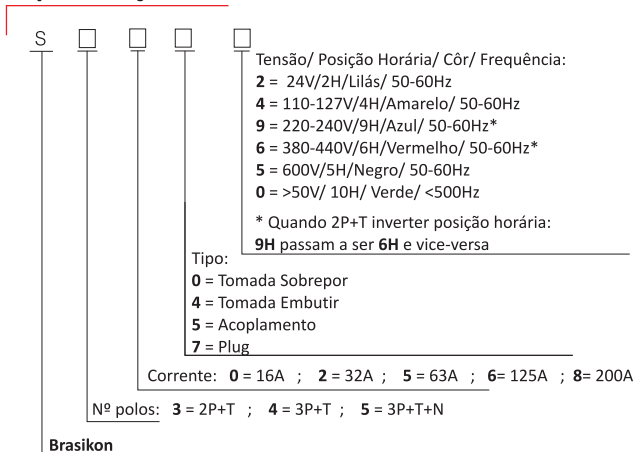 S □ □ □ □
Tensão/ Posição Horária/ Côr/ Frequência:
2 = 24V/2H/Lilás/ 50-60Hz
4 = 110-127V/4H/Amarelo/ 50-60Hz
9 = 220-240V/9H/Azul/ 50-60Hz*
6 = 380-440V/6H/Vermelho/ 50-60Hz*
5 = 600V/5H/Negro/ 50-60Hz
0 = >50V/ 10H/ Verde/ <500Hz
* Quando 2P+T inverter posição horária:
9H passam a ser 6H e vice-versa
Tipo:
0 = Tomada Sobrepor
4 = Tomada Embutir
5 = Acoplamento
7 = Plug
Corrente: 0 = 16A ; 2 = 32A ; 5 = 63A ; 6= 125A ; 8= 200A
Nº polos: 3 = 2P+T ; 4 = 3P+T ; 5 = 3P+T+N
Brasikon